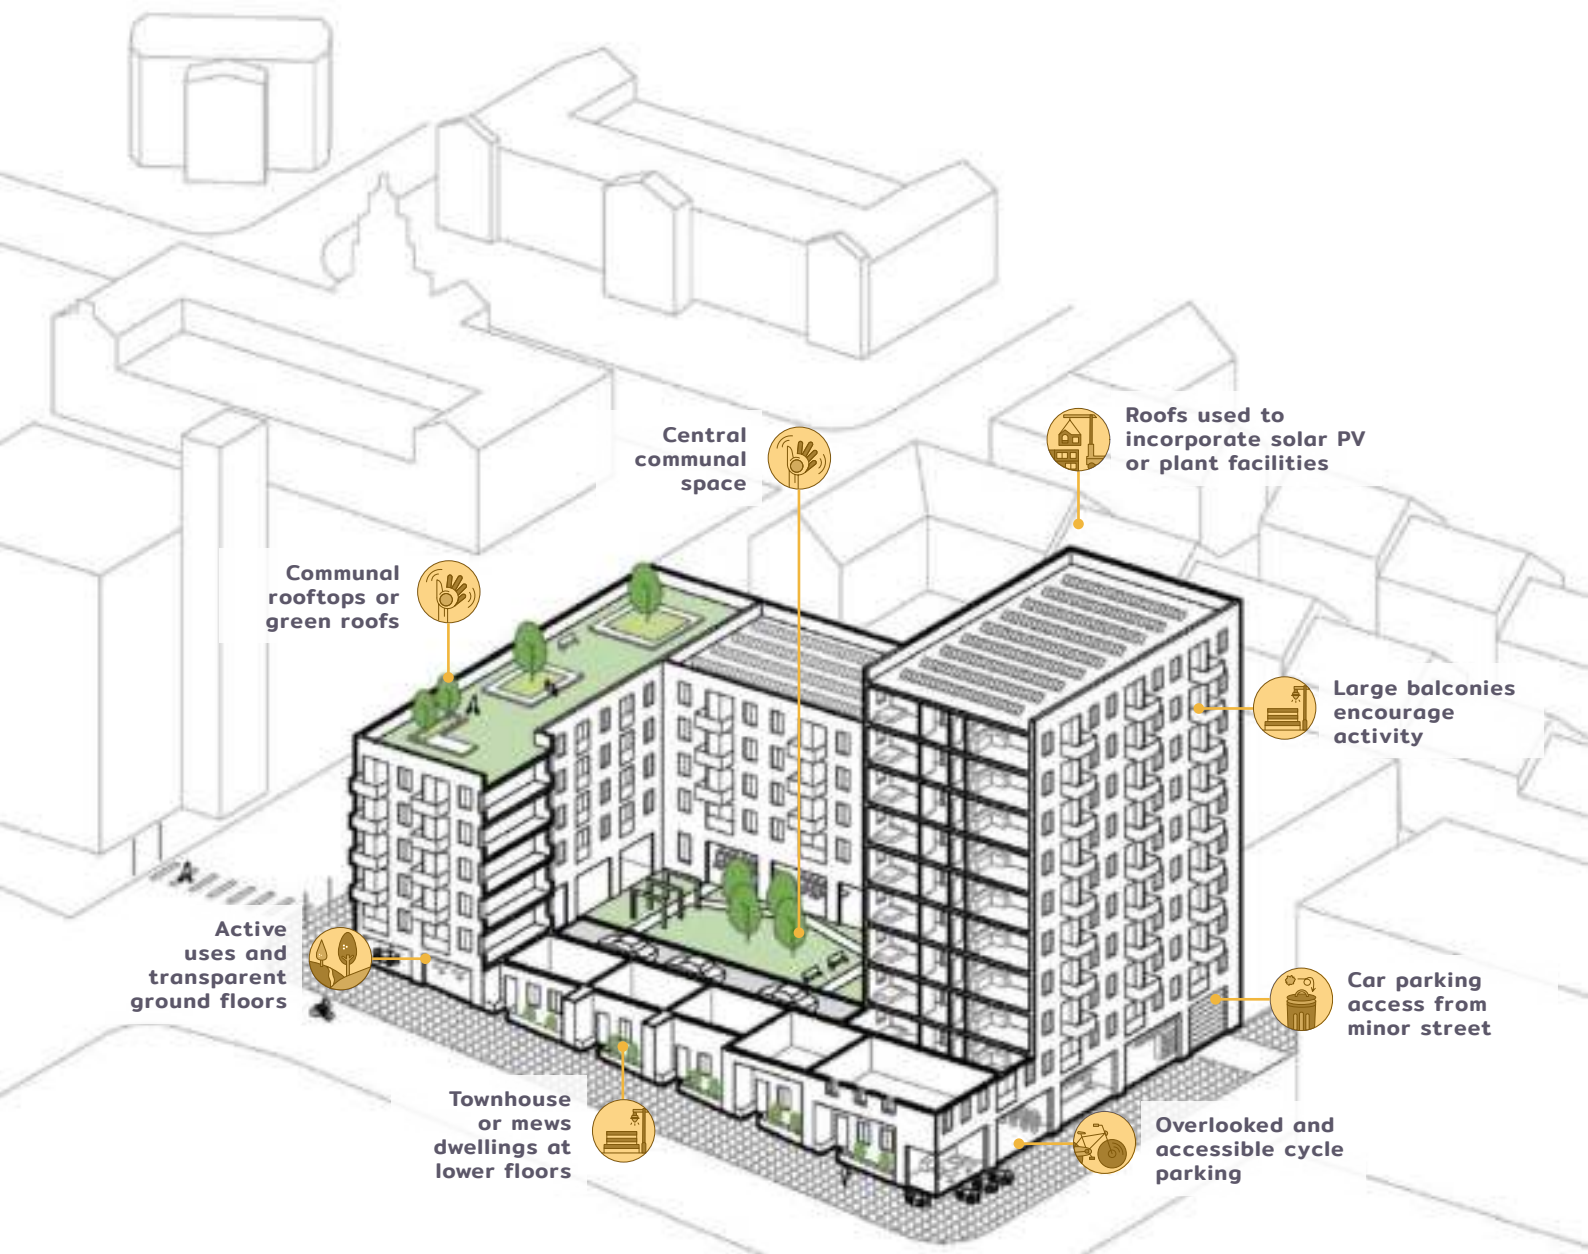 Roofs used to
incorporate solar PV
or plant facilities
Central
communal
space
Communal
rooftops or
green roofs
Large balconies
encourage
activity
Active
uses and
transparent
ground floors
Car parking
access from
minor street
Townhouse
or mews
dwellings at
lower floors
Overlooked and
accessible cycle
parking